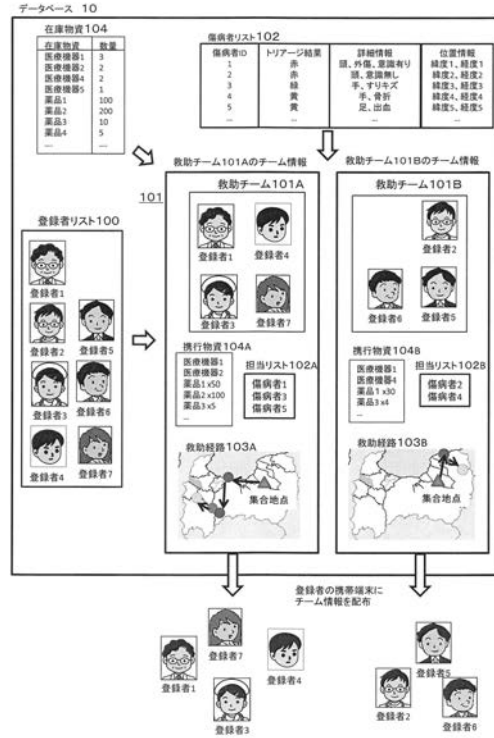 データベース 10
在庫物資104
在庫物資 数量
医療機器1 3
医療機器2 2
医療機器4 2
医療機器5 1
薬品1 100
薬品2 200
薬品3 10
薬品4 5
.... ....
傷病者リスト102
傷病者ID トリアージ結果 詳細情報 位置情報
1 赤 頭、外傷、意識有り 緯度1、経度1
2 赤 頭、意識無し 緯度2、経度2
3 緑 手、すりキズ 緯度3、経度3
4 黄 手、骨折 緯度4、経度4
5 黄 足、出血 緯度5、経度5
... ... ... ...
101
救助チーム101Aのチーム情報
救助チーム101A
登録者1
登録者4
登録者3
登録者7
携行物資104A
医療機器1
医療機器2
薬品1 x50
薬品2 x100
薬品3 x5
...
担当リスト102A
傷病者1
傷病者3
傷病者5
救助経路103A
集合地点
救助チーム101Bのチーム情報
救助チーム101B
登録者2
登録者6
登録者5
携行物資104B
医療機器1
医療機器4
薬品1 x30
薬品3 x4
...
担当リスト102B
傷病者2
傷病者4
救助経路103B
集合地点
登録者リスト100
登録者1
登録者2
登録者5
登録者3
登録者6
登録者4
登録者7
登録者の携帯端末に
チーム情報を配布
登録者7
登録者1
登録者4
登録者3
登録者5
登録者2
登録者6